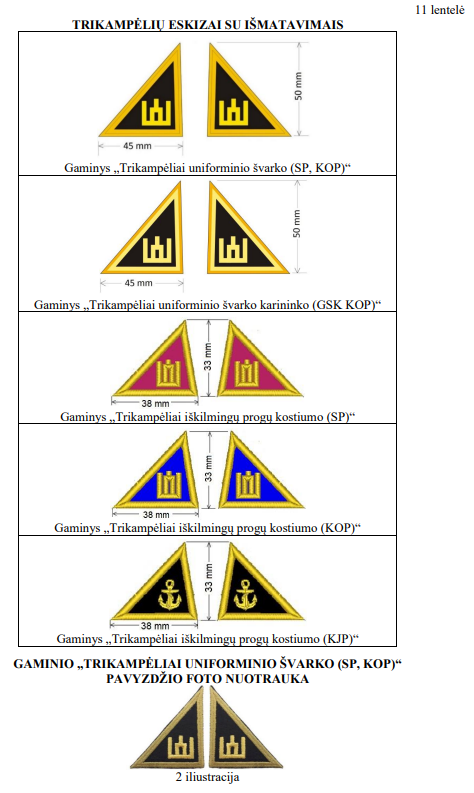 11 lentelė
TRIKAMPĖLIŲ ESKIZAI SU IŠMATAVIMAIS
50 mm
45 mm
Gaminys „Trikampėliai uniforminio švarko (SP, KOP)“
50 mm
45 mm
Gaminys „Trikampėliai uniforminio švarko karininko (GSK KOP)“
33 mm
38 mm
Gaminys „Trikampėliai iškilmingų progų kostiumo (SP)“
33 mm
38 mm
Gaminys „Trikampėliai iškilmingų progų kostiumo (KOP)“
33 mm
38 mm
Gaminys „Trikampėliai iškilmingų progų kostiumo (KJP)“
GAMINIO „TRIKAMPĖLIAI UNIFORMINIO ŠVARKO (SP, KOP)“
PAVYZDŽIO FOTO NUOTRAUKA
2 iliustracija